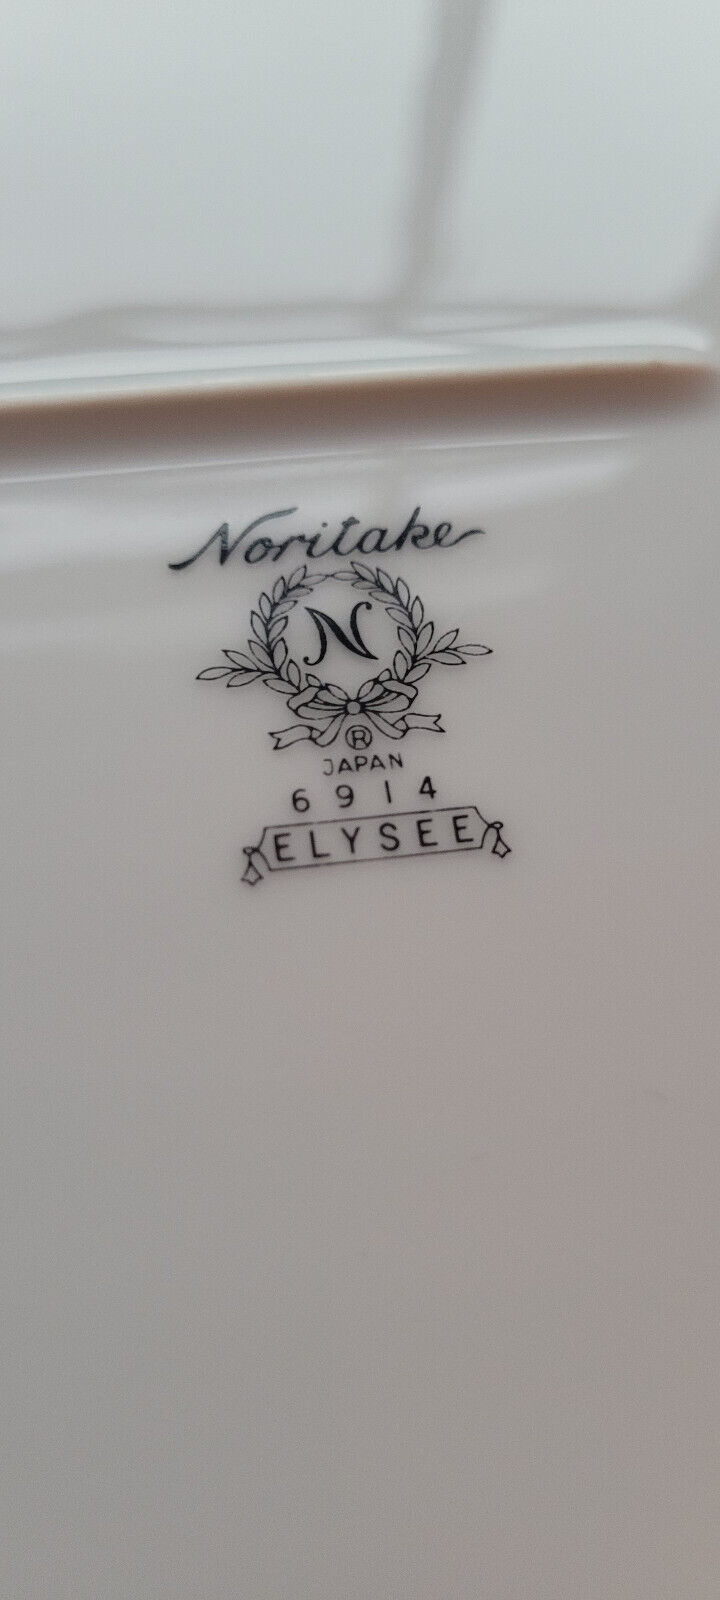 Noritake
N
®
JAPAN
6914
ELYSEE